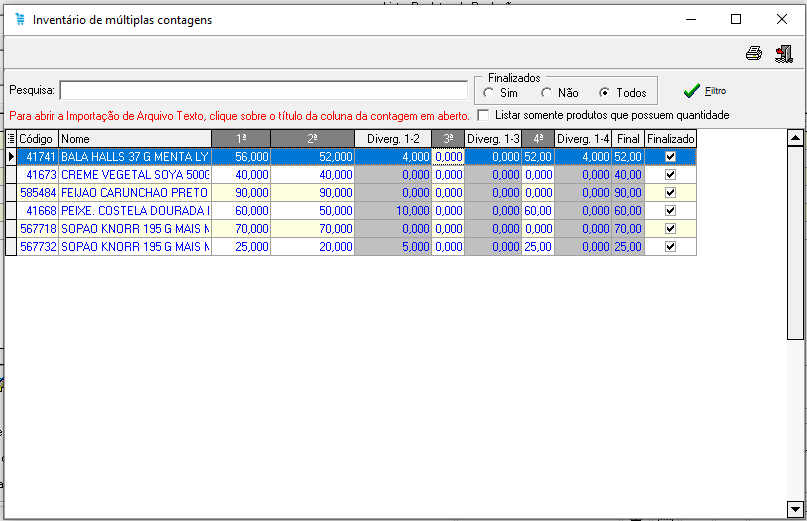 Inventário de múltiplas contagens
Pesquisa:
Finalizados
Sim Não Todos
Filtro
Para abrir a Importação de Arquivo Texto, clique sobre o título da coluna da contagem em aberto.
Listar somente produtos que possuem quantidade
Código Nome 1ª 2ª Diverg. 1-2 3ª Diverg. 1-3 4ª Diverg. 1-4 Final Finalizado
41741 BALA HALLS 37 G MENTA LY 56,000 52,000 4,000 0,000 0,000 52,00 4,000 52,00
41673 CREME VEGETAL SOYA 500G 40,000 40,000 0,000 0,000 0,000 0,000 0,000 40,00
585484 FEIJAO CARUNCHAO PRETO 90,000 90,000 0,000 0,000 0,000 0,000 0,000 90,00
41668 PEIXE. COSTELA DOURADA 60,000 50,000 10,000 0,000 0,000 60,00 0,000 60,00
567718 SOPAO KNORR 195 G MAIS 70,000 70,000 0,000 0,000 0,000 0,000 0,000 70,00
567732 SOPAO KNORR 195 G MAIS 25,000 20,000 5,000 0,000 0,000 25,00 0,000 25,00